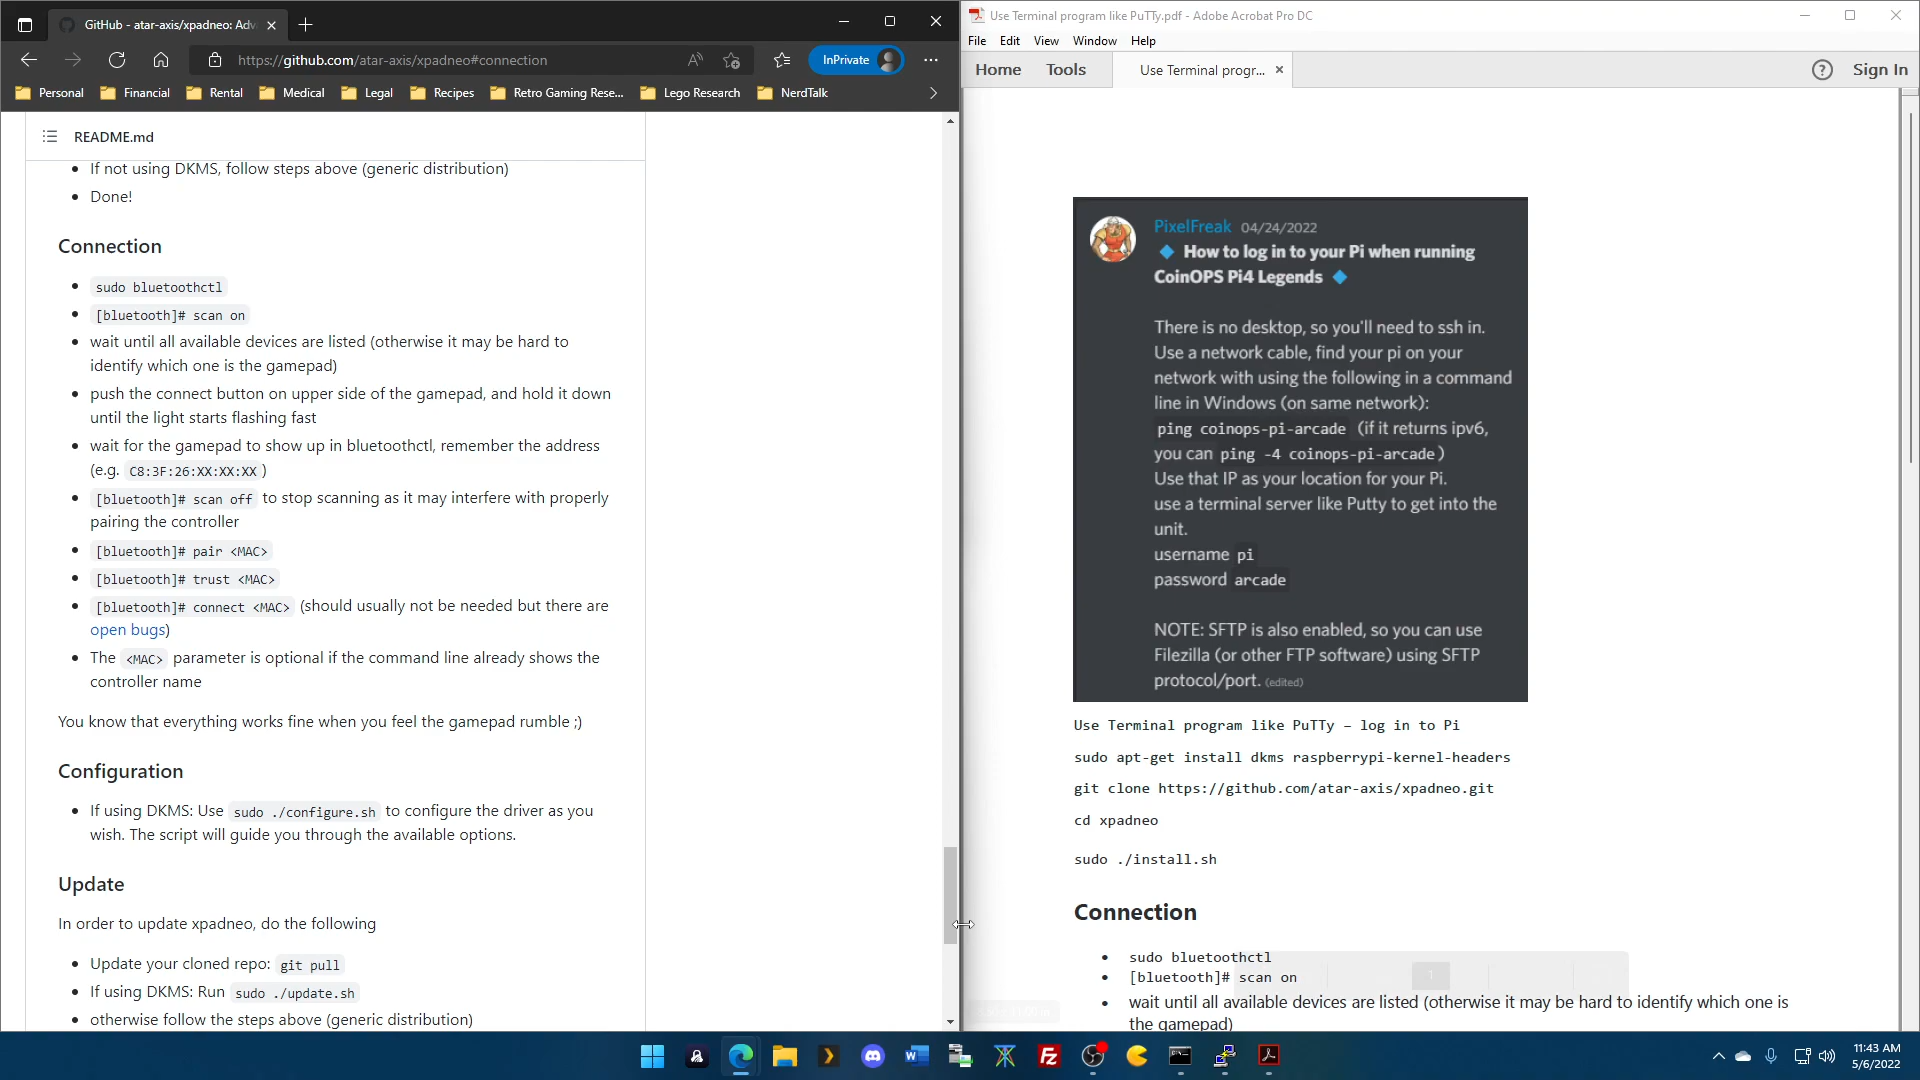 GitHub - atar-axis/xpadneo: Adv
https://github.com/atar-axis/xpadneo#connection
InPrivate
Personal
Financial
Rental
Medical
Legal
Recipes
Retro Gaming Rese...
Lego Research
NerdTalk
README.md
If not using DKMS, follow steps above (generic distribution)
Done!
Connection
sudo bluetoothctl
[bluetooth]# scan on
wait until all available devices are listed (otherwise it may be hard to
identify which one is the gamepad)
push the connect button on upper side of the gamepad, and hold it down
until the light starts flashing fast
wait for the gamepad to show up in bluetoothctl, remember the address
(e.g. C8:3F:26:XX:XX:XX)
[bluetooth]# scan off to stop scanning as it may interfere with properly
pairing the controller
[bluetooth]# pair <MAC>
[bluetooth]# trust <MAC>
[bluetooth]# connect <MAC> (should usually not be needed but there are
open bugs)
The <MAC> parameter is optional if the command line already shows the
controller name
You know that everything works fine when you feel the gamepad rumble ;)
Configuration
If using DKMS: Use sudo ./configure.sh to configure the driver as you
wish. The script will guide you through the available options.
Update
In order to update xpadneo, do the following
Update your cloned repo: git pull
If using DKMS: Run sudo ./update.sh
otherwise follow the steps above (generic distribution)
Use Terminal program like PuTTy.pdf - Adobe Acrobat Pro DC
File Edit View Window Help
Home
Tools
Use Terminal progr...
Sign In
PixelFreak 04/24/2022
How to log in to your Pi when running
CoinOPS Pi4 Legends
There is no desktop, so you'll need to ssh in.
Use a network cable, find your pi on your
network with using the following in a command
line in Windows (on same network):
ping coinops-pi-arcade (if it returns ipv6,
you can ping -4 coinops-pi-arcade)
Use that IP as your location for your Pi.
use a terminal server like Putty to get into the
unit.
username pi
password arcade
NOTE: SFTP is also enabled, so you can use
Filezilla (or other FTP software) using SFTP
protocol/port. (edited)
Use Terminal program like PuTTy – log in to Pi
sudo apt-get install dkms raspberrypi-kernel-headers
git clone https://github.com/atar-axis/xpadneo.git
cd xpadneo
sudo ./install.sh
Connection
sudo bluetoothctl
[bluetooth]# scan on
wait until all available devices are listed (otherwise it may be hard to identify which one is
the gamepad)
11:43 AM
5/6/2022